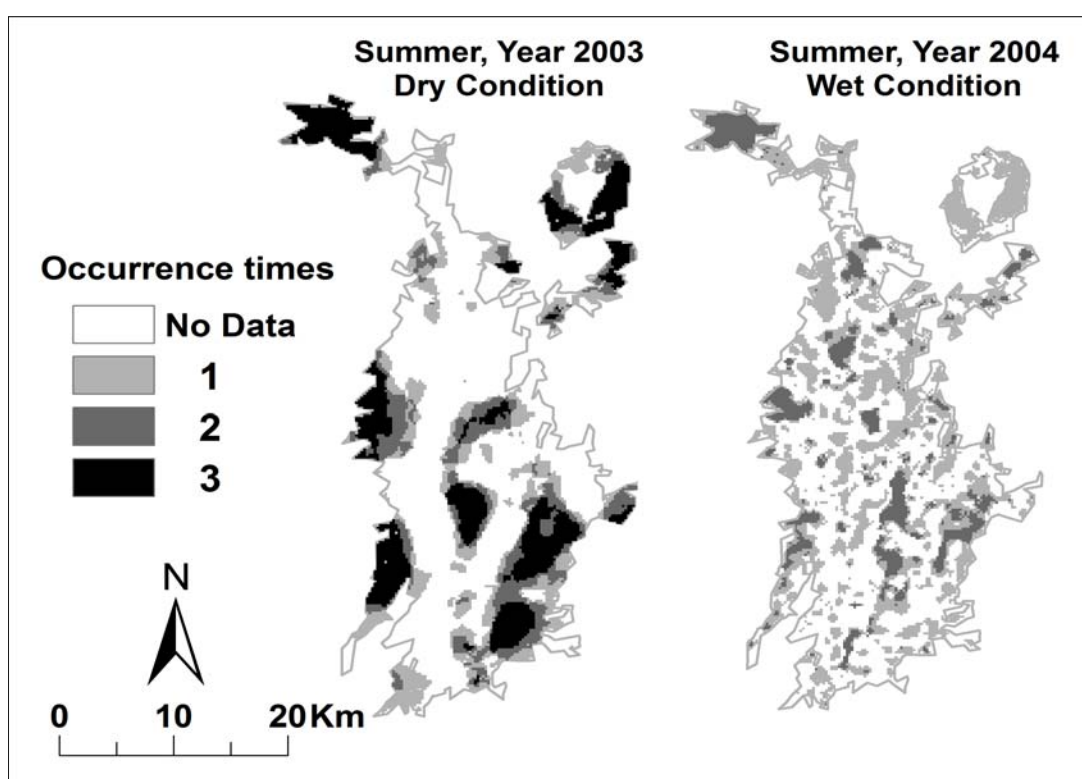 Summer, Year 2003
Dry Condition
Summer, Year 2004
Wet Condition
Occurrence times
No Data
1
2
3
N
0 10 20Km